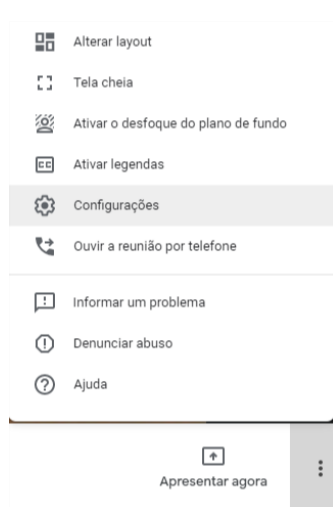 Alterar layout
Tela cheia
Ativar o desfoque do plano de fundo
CC Ativar legendas
Configurações
Ouvir a reunião por telefone
Informar um problema
Denunciar abuso
Ajuda
Apresentar agora